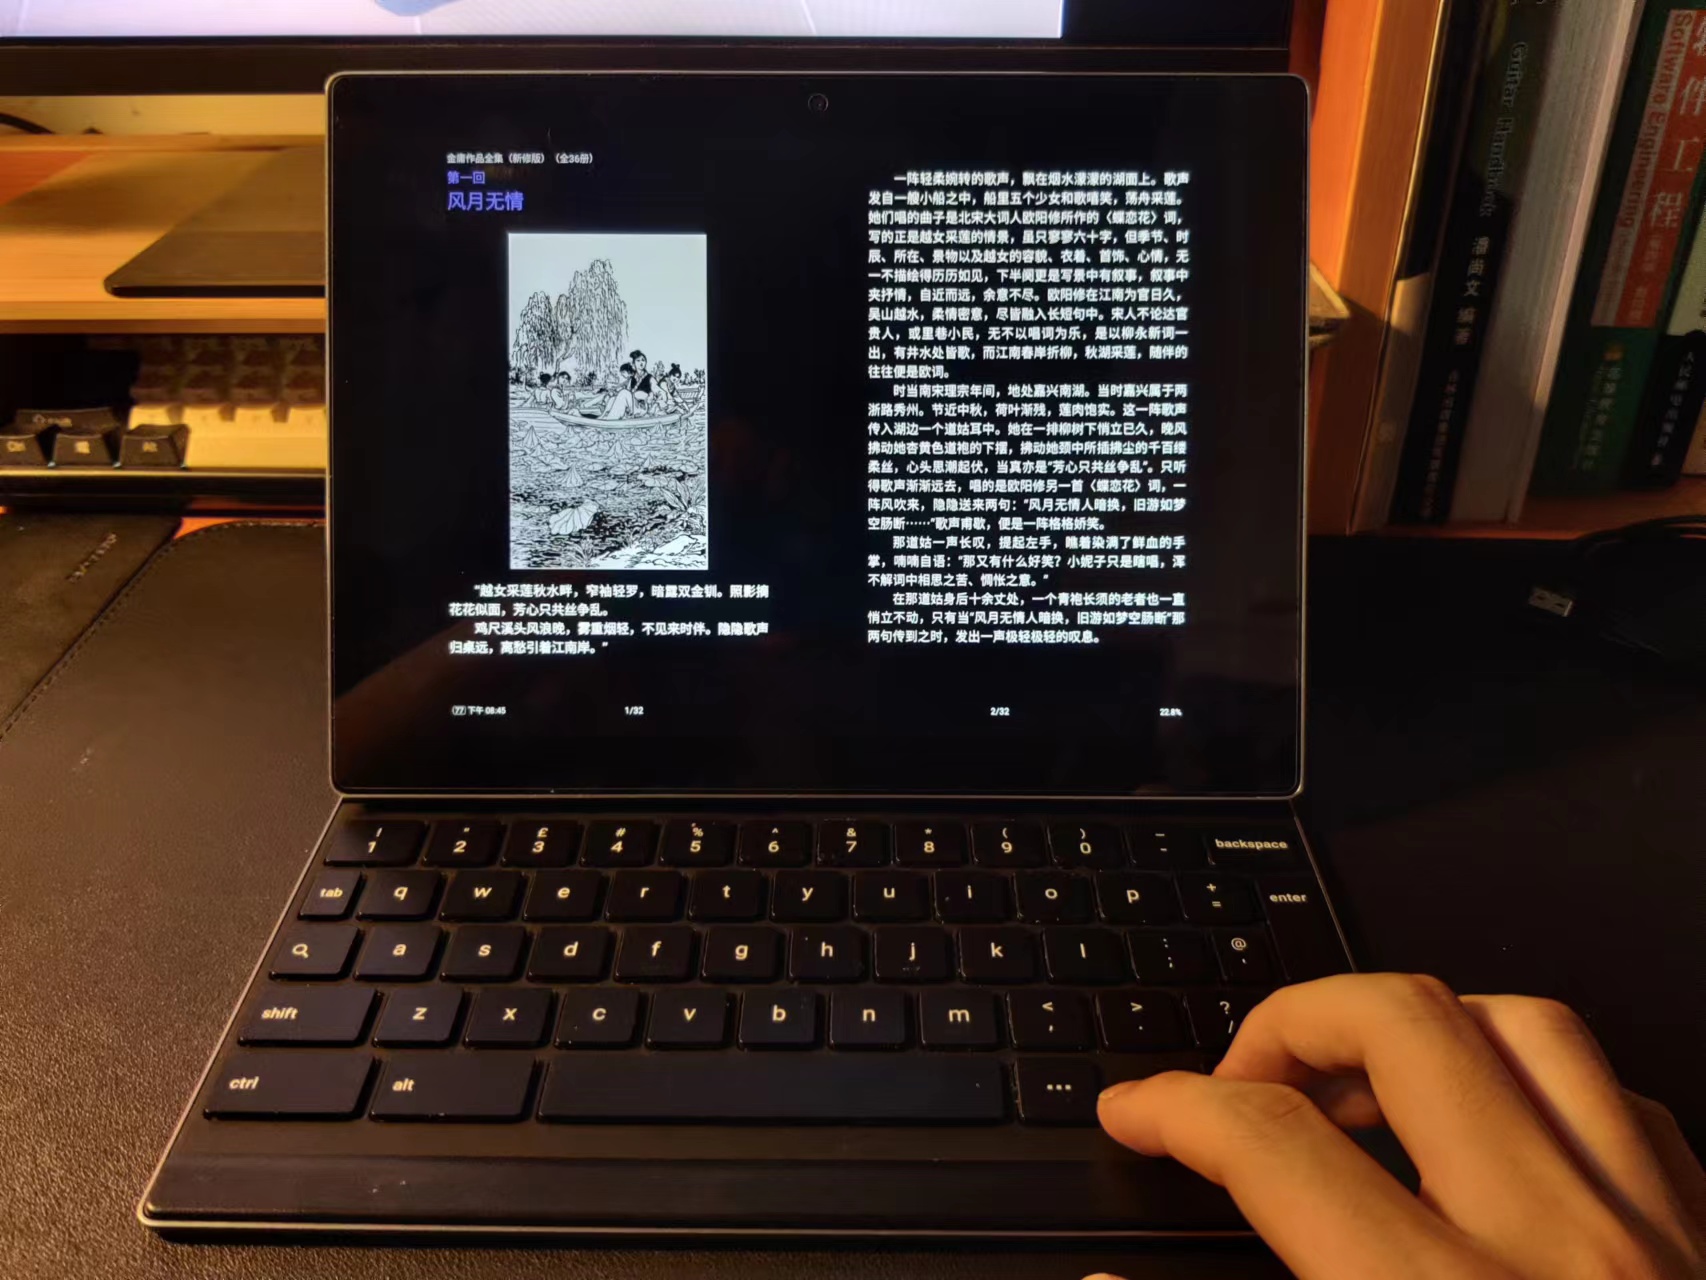 金庸作品全集（新修版）（全36册）
第一回
风月无情
“越女采莲秋水畔，窄袖轻罗，暗露双金钏。照影摘
花花似面，芳心只共丝争乱。
鸡尺溪头风浪晚，雾重烟轻，不见来时伴。隐隐歌声
归桌远，离愁引着江南岸。”
77 下午 08:45
1/32
一阵轻柔婉转的歌声，飘在烟水濛濛的湖面上。歌声
发自一艘小船之中，船里五个少女和歌嘻笑，荡舟采莲。
她们唱的曲子是北宋大词人欧阳修所作的〈蝶恋花〉词，
写的正是越女采莲的情景，虽只寥寥六十字，但季节、时
辰、所在、景物以及越女的容貌、衣着、首饰、心情，无
一不描绘得历历如见，下半阕更是写景中有叙事，叙事中
夹抒情，自近而远，余意不尽。欧阳修在江南为官日久，
吴山越水，柔情密意，尽皆融入长短句中。宋人不论达官
贵人，或里巷小民，无不以唱词为乐，是以柳永新词一
出，有井水处皆歌，而江南春岸折柳，秋湖采莲，随伴的
往往便是欧词。
时当南宋理宗年间，地处嘉兴南湖。当时嘉兴属于两
浙路秀州。节近中秋，荷叶渐残，莲肉饱实。这一阵歌声
传入湖边一个道姑耳中。她在一排柳树下悄立已久，晚风
拂动她杏黄色道袍的下摆，拂动她颈中所插拂尘的千百缕
柔丝，心头思潮起伏，当真亦是“芳心只共丝争乱”。只听
得歌声渐渐远去，唱的是欧阳修另一首〈蝶恋花〉词，一
阵风吹来，隐隐送来两句：“风月无情人暗换，旧游如梦
空肠断……”歌声甫歇，便是一阵格格娇笑。
那道姑一声长叹，提起左手，瞧着染满了鲜血的手
掌，喃喃自语：“那又有什么好笑？小妮子只是瞎唱，浑
不解词中相思之苦、惆怅之意。”
在那道姑身后十余丈处，一个青袍长须的老者也一直
悄立不动，只有当“风月无情人暗换，旧游如梦空肠断”那
两句传到之时，发出一声极轻极轻的叹息。
2/32
22.8%
! " £ # % ^ & * ( ) _
1 2 3 4 5 6 7 8 9 0 - backspace
tab q w e r t y u i o p + = enter
a s d f g h j k l : ; @ '
shift z x c v b n m < , > . ? /
ctrl alt ...
Ctrl
Alt
Guitar Handbook
潘尚文 编著
Software Engineering
工程